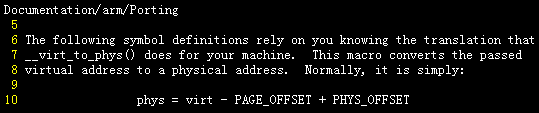 Documentation/arm/Porting
5
6 The following symbol definitions rely on you knowing the translation that
7 __virt_to_phys() does for your machine.  This macro converts the passed
8 virtual address to a physical address.  Normally, it is simply:
9
10               phys = virt - PAGE_OFFSET + PHYS_OFFSET